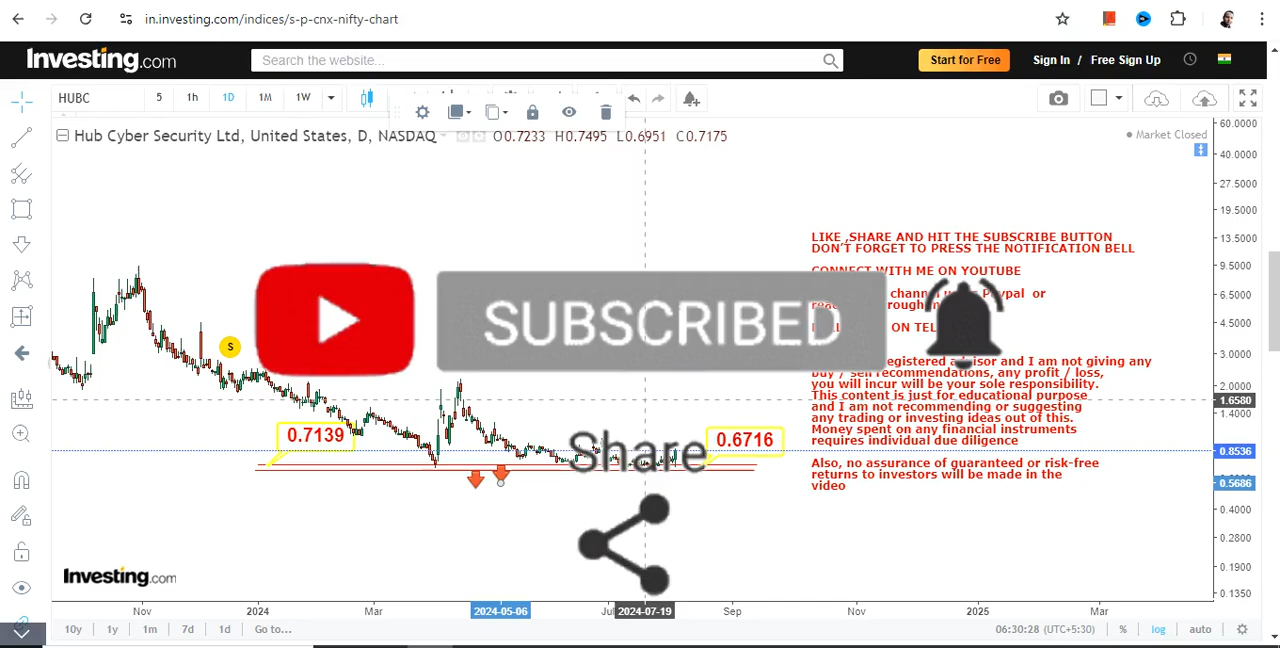 in.investing.com/indices/s-p-cnx-nifty-chart
Investing.com
Search the website...
Start for Free
Sign In / Free Sign Up
HUBC 5 1h 1D 1M 1W
Hub Cyber Security Ltd, United States, D, NASDAQ O0.7233 H0.7495 L0.6951 C0.7175
Market Closed
60.0000
40.0000
27.5000
19.5000
13.5000
9.5000
6.5000
4.5000
3.0000
2.0000
1.6580
1.4000
0.8536
0.5686
0.4000
0.2800
0.1900
0.1350
LIKE ,SHARE AND HIT THE SUBSCRIBE BUTTON
DON'T FORGET TO PRESS THE NOTIFICATION BELL
CONNECT WITH ME ON YOUTUBE
SUBSCRIBED
S
egistered advisor and I am not giving any
buy / sell recommendations, any profit / loss,
you will incur will be your sole responsibility.
This content is just for educational purpose
and I am not recommending or suggesting
any trading or investing ideas out of this.
Money spent on any financial instruments
requires individual due diligence
Also, no assurance of guaranteed or risk-free
returns to investors will be made in the
video
0.7139
0.6716
Share
Investing.com
Nov 2024 Mar 2024-05-06 Jul 2024-07-19 Sep Nov 2025 Mar
10y 1y 1m 7d 1d Go to...
06:30:28 (UTC+5:30) % log auto